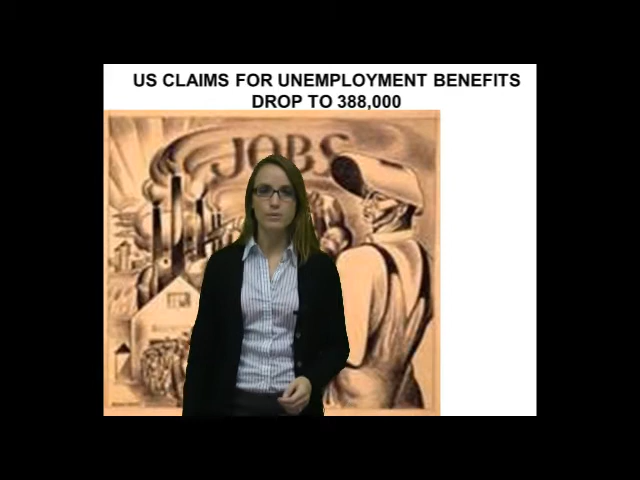 US CLAIMS FOR UNEMPLOYMENT BENEFITS
DROP TO 388,000
JOBS